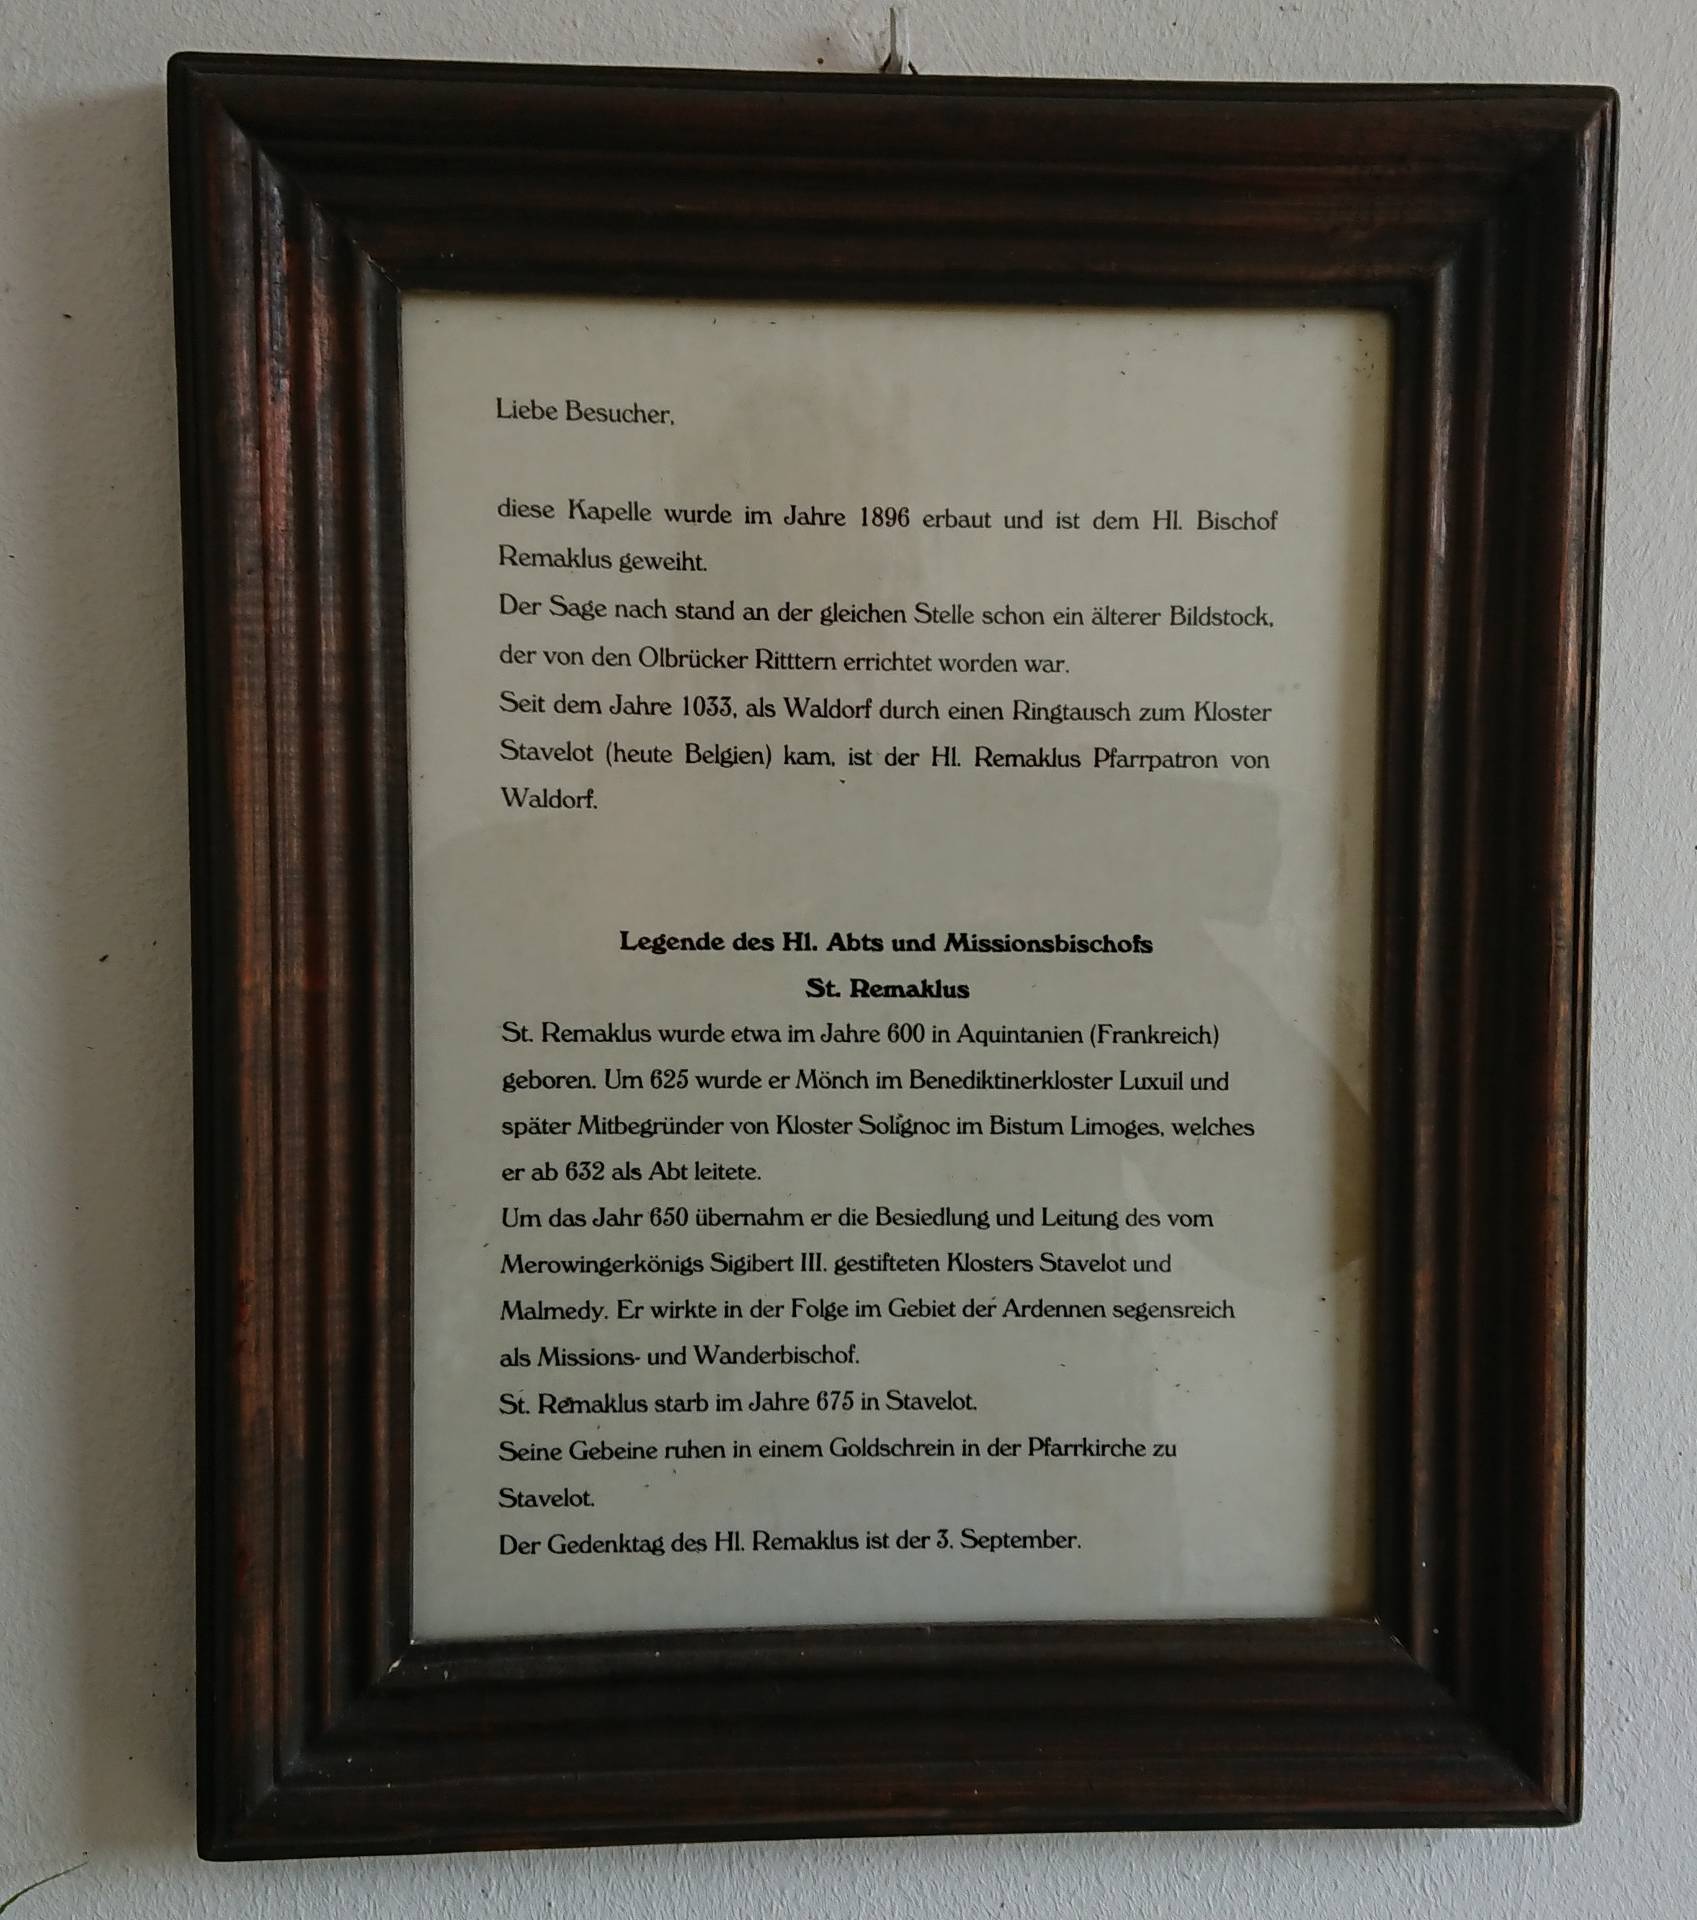 Liebe Besucher,
diese Kapelle wurde im Jahre 1896 erbaut und ist dem Hl. Bischof
Remaklus geweiht.
Der Sage nach stand an der gleichen Stelle schon ein älterer Bildstock,
der von den Olbrücker Ritttern errichtet worden war.
Seit dem Jahre 1033, als Waldorf durch einen Ringtausch zum Kloster
Stavelot (heute Belgien) kam, ist der Hl. Remaklus Pfarrpatron von
Waldorf.
Legende des Hl. Abts und Missionsbischofs
St. Remaklus
St. Remaklus wurde etwa im Jahre 600 in Aquintanien (Frankreich)
geboren. Um 625 wurde er Mönch im Benediktinerkloster Luxuil und
später Mitbegründer von Kloster Solignoc im Bistum Limoges, welches
er ab 632 als Abt leitete.
Um das Jahr 650 übernahm er die Besiedlung und Leitung des vom
Merowingerkönigs Sigibert III. gestifteten Klosters Stavelot und
Malmedy. Er wirkte in der Folge im Gebiet der Ardennen segensreich
als Missions- und Wanderbischof.
St. Remaklus starb im Jahre 675 in Stavelot.
Seine Gebeine ruhen in einem Goldschrein in der Pfarrkirche zu
Stavelot.
Der Gedenktag des Hl. Remaklus ist der 3. September.